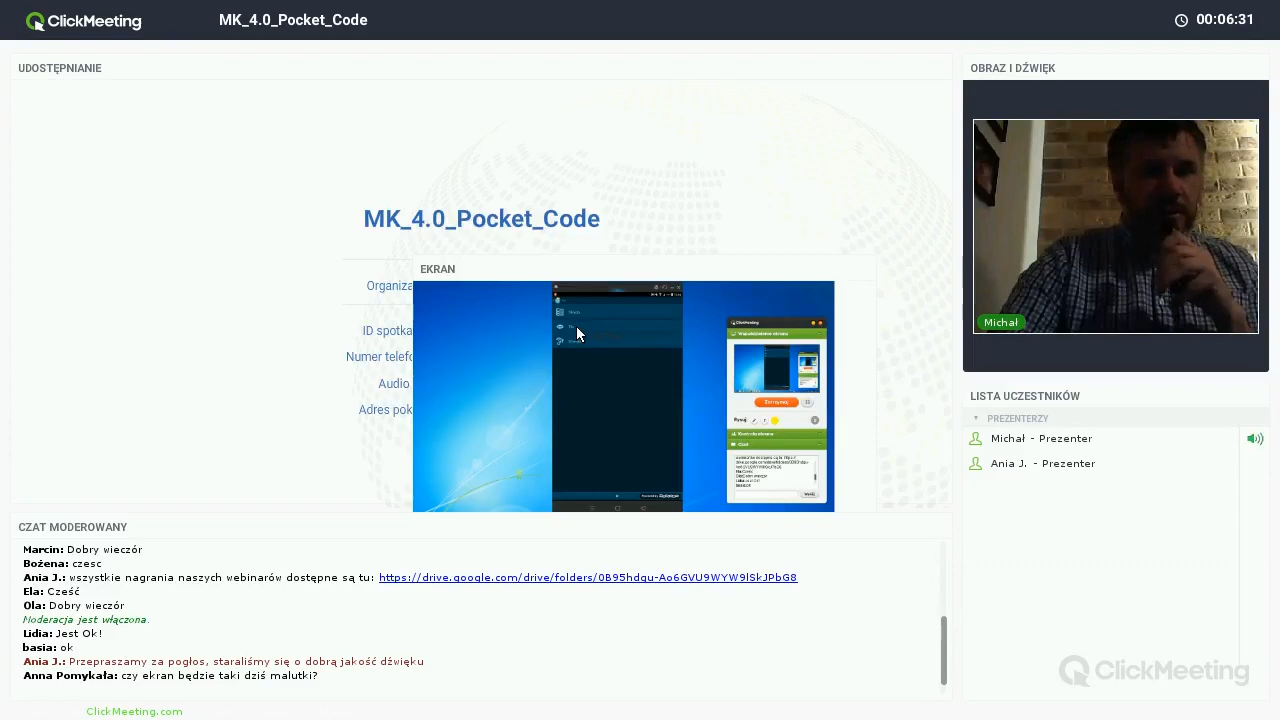 ClickMeeting
MK_4.0_Pocket_Code
00:06:31
UDOSTĘPNIANIE
OBRAZ I DŹWIĘK
MK_4.0_Pocket_Code
EKRAN
Organiza
ID spotka
Numer telefo
Audio
Adres pok
ClickMeeting
Michał
LISTA UCZESTNIKÓW
PREZENTERZY
Michał - Prezenter
Ania J. - Prezenter
CZAT MODEROWANY
Marcin: Dobry wieczór
Bożena: czesc
Ania J.: wszystkie nagrania naszych webinarów dostępne są tu: https://drive.google.com/drive/folders/0B95hdqu-Ao6GVU9WYW9lSkJPbG8
Ela: Cześć
Ola: Dobry wieczór
Moderacja jest włączona.
Lidia: Jest Ok!
basia: ok
Ania J.: Przepraszamy za pogłos, staraliśmy się o dobrą jakość dźwięku
Anna Pomykała: czy ekran będzie taki dziś malutki?
ClickMeeting
ClickMeeting.com